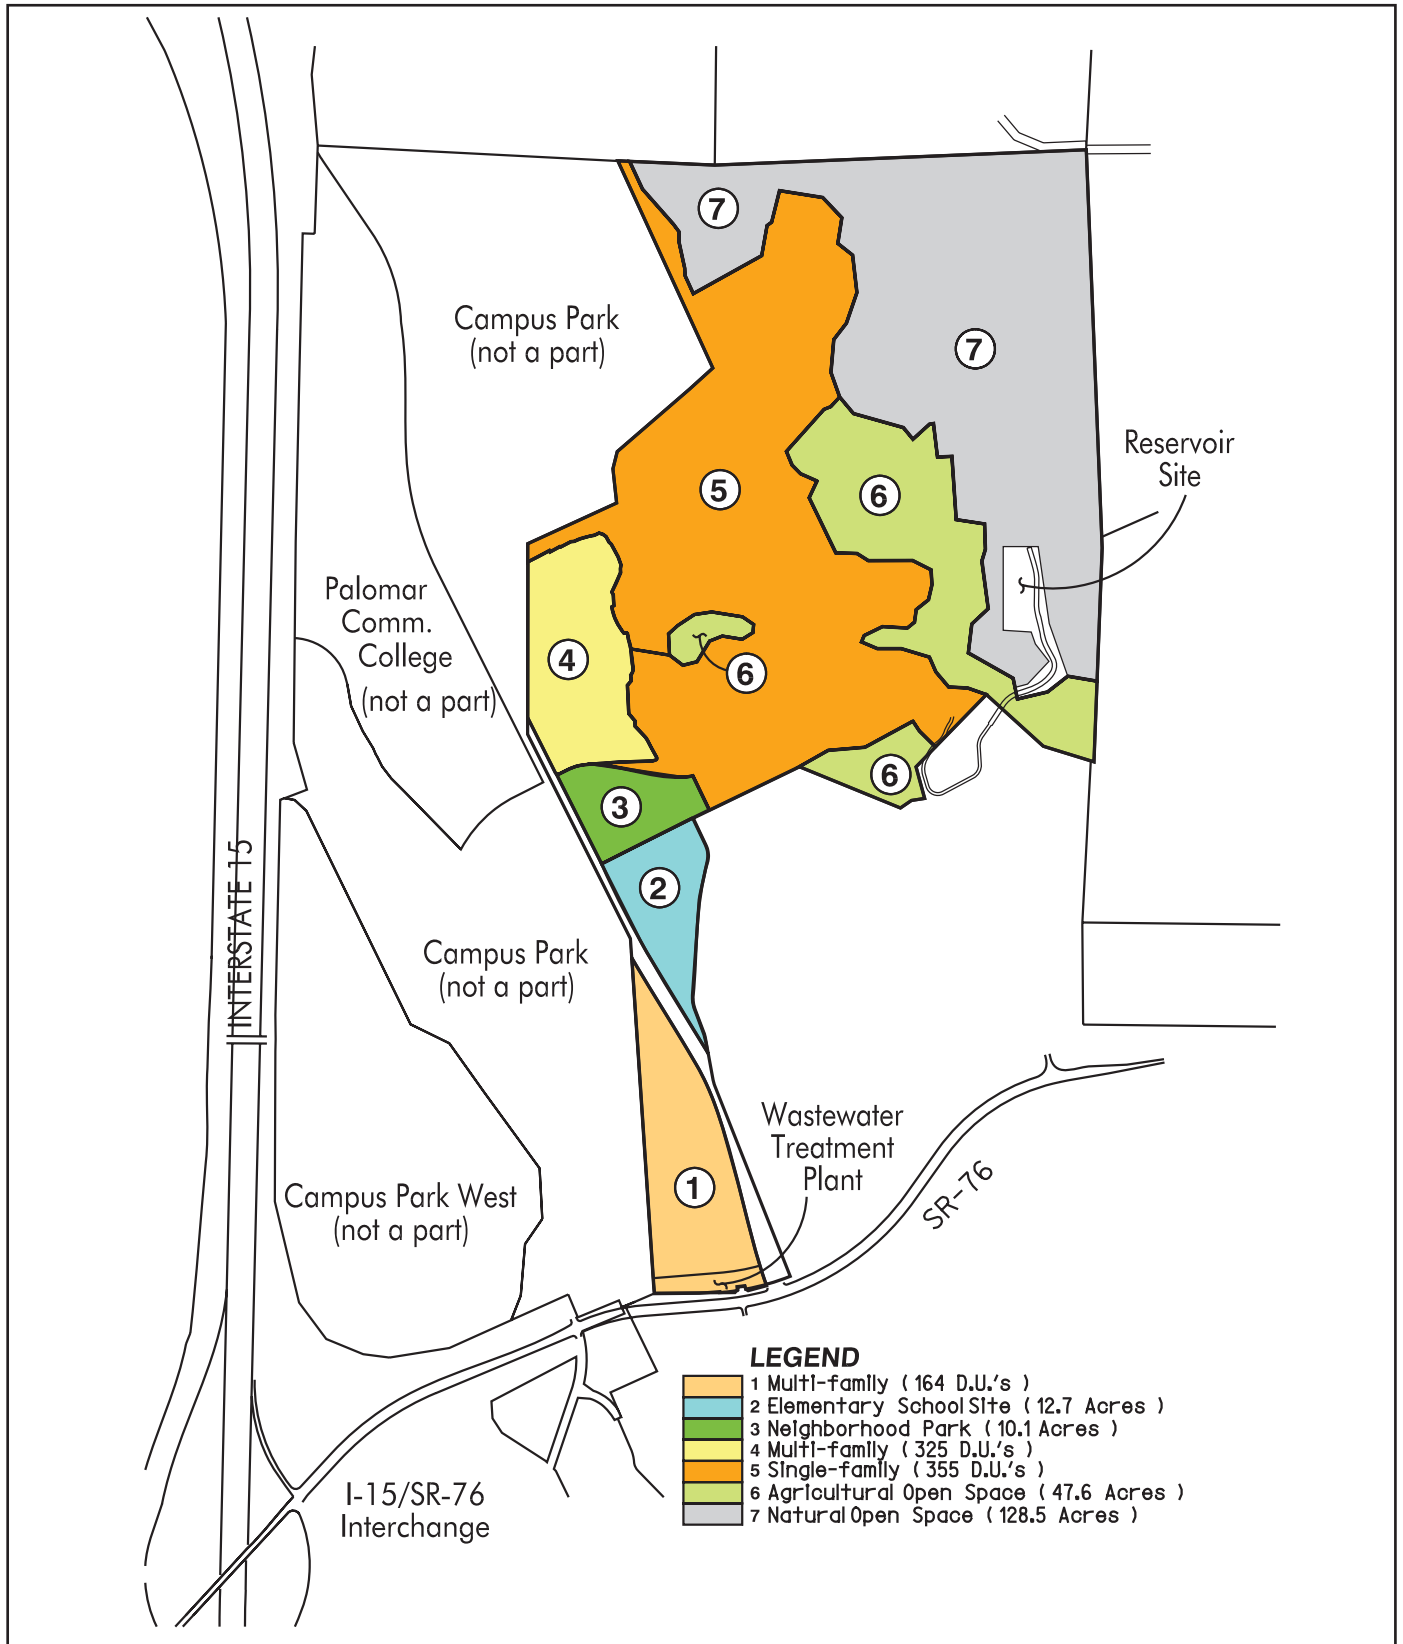 7
Campus Park
(not a part)
7
Reservoir
Site
5
6
Palomar
Comm.
College
(not a part)
4
6
6
3
INTERSTATE 15
2
Campus Park
(not a part)
Wastewater
Treatment
Plant
1
SR-76
Campus Park West
(not a part)
LEGEND
1 Multi-family ( 164 D.U.'s )
2 Elementary School Site ( 12.7 Acres )
3 Neighborhood Park ( 10.1 Acres )
4 Multi-family ( 325 D.U.'s )
5 Single-family ( 355 D.U.'s )
6 Agricultural Open Space ( 47.6 Acres )
7 Natural Open Space ( 128.5 Acres )
I-15/SR-76
Interchange